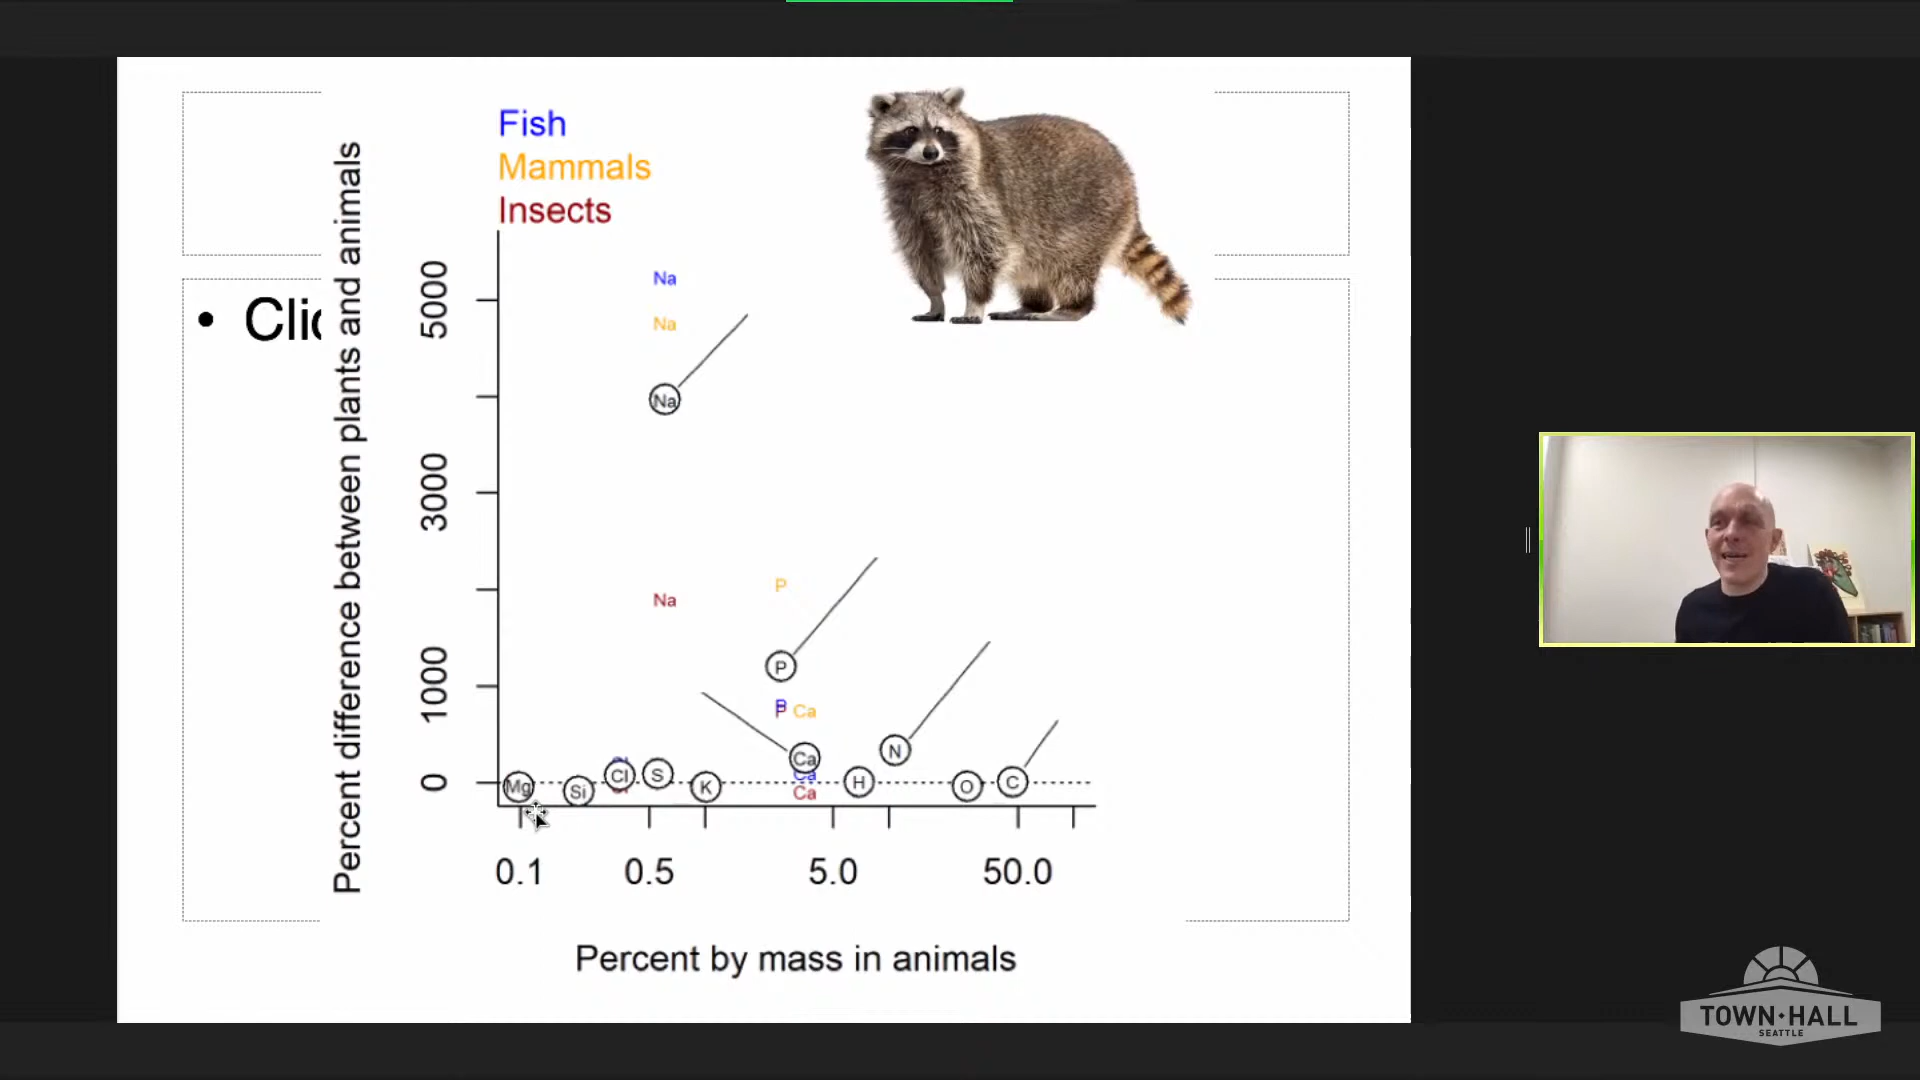 Fish
Mammals
Insects
Percent difference between plants and animals
• Clic
5000
3000
1000
0
Na
Na
Na
Na
P
P
P
Ca
Ca
Ca
Ca
N
Mg
Si
Cl
S
K
H
O
C
0.1
0.5
5.0
50.0
Percent by mass in animals
TOWN·HALL
SEATTLE